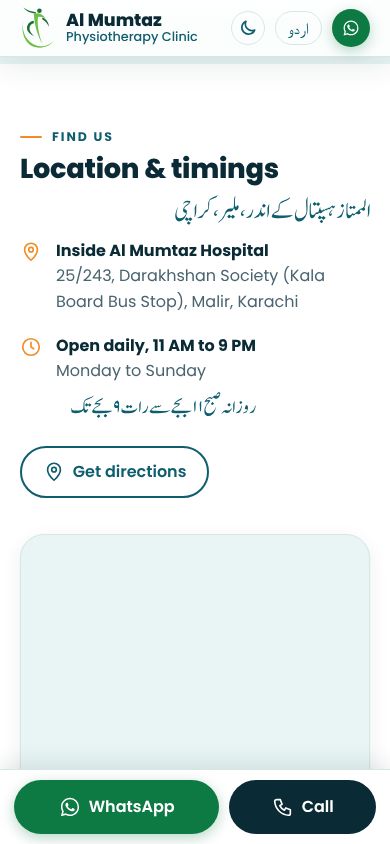 Al Mumtaz
Physiotherapy Clinic
اردو
FIND US
Location & timings
الممتاز ہسپتال کے اندر، ملیر، کراچی
Inside Al Mumtaz Hospital
25/243, Darakhshan Society (Kala
Board Bus Stop), Malir, Karachi
Open daily, 11 AM to 9 PM
Monday to Sunday
روزانہ صبح ۱۱ بجے سے رات ۹ بجے تک
Get directions
WhatsApp
Call